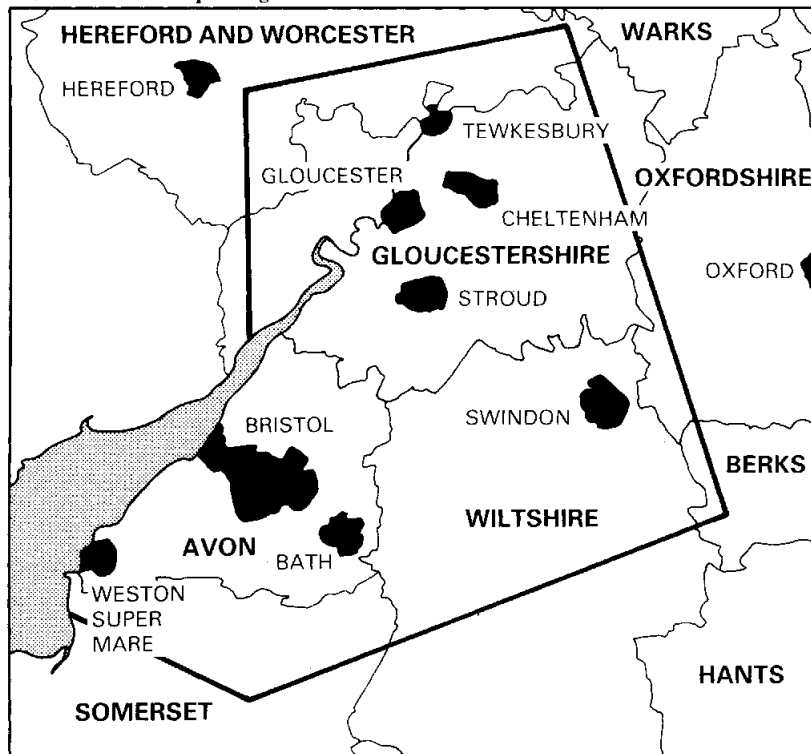 HEREFORD AND WORCESTER
WARKS
HEREFORD
TEWKESBURY
GLOUCESTER
OXFORDSHIRE
CHELTENHAM
GLOUCESTERSHIRE
OXFORD
STROUD
BRISTOL
SWINDON
BERKS
WILTSHIRE
AVON
BATH
WESTON
SUPER
MARE
HANTS
SOMERSET